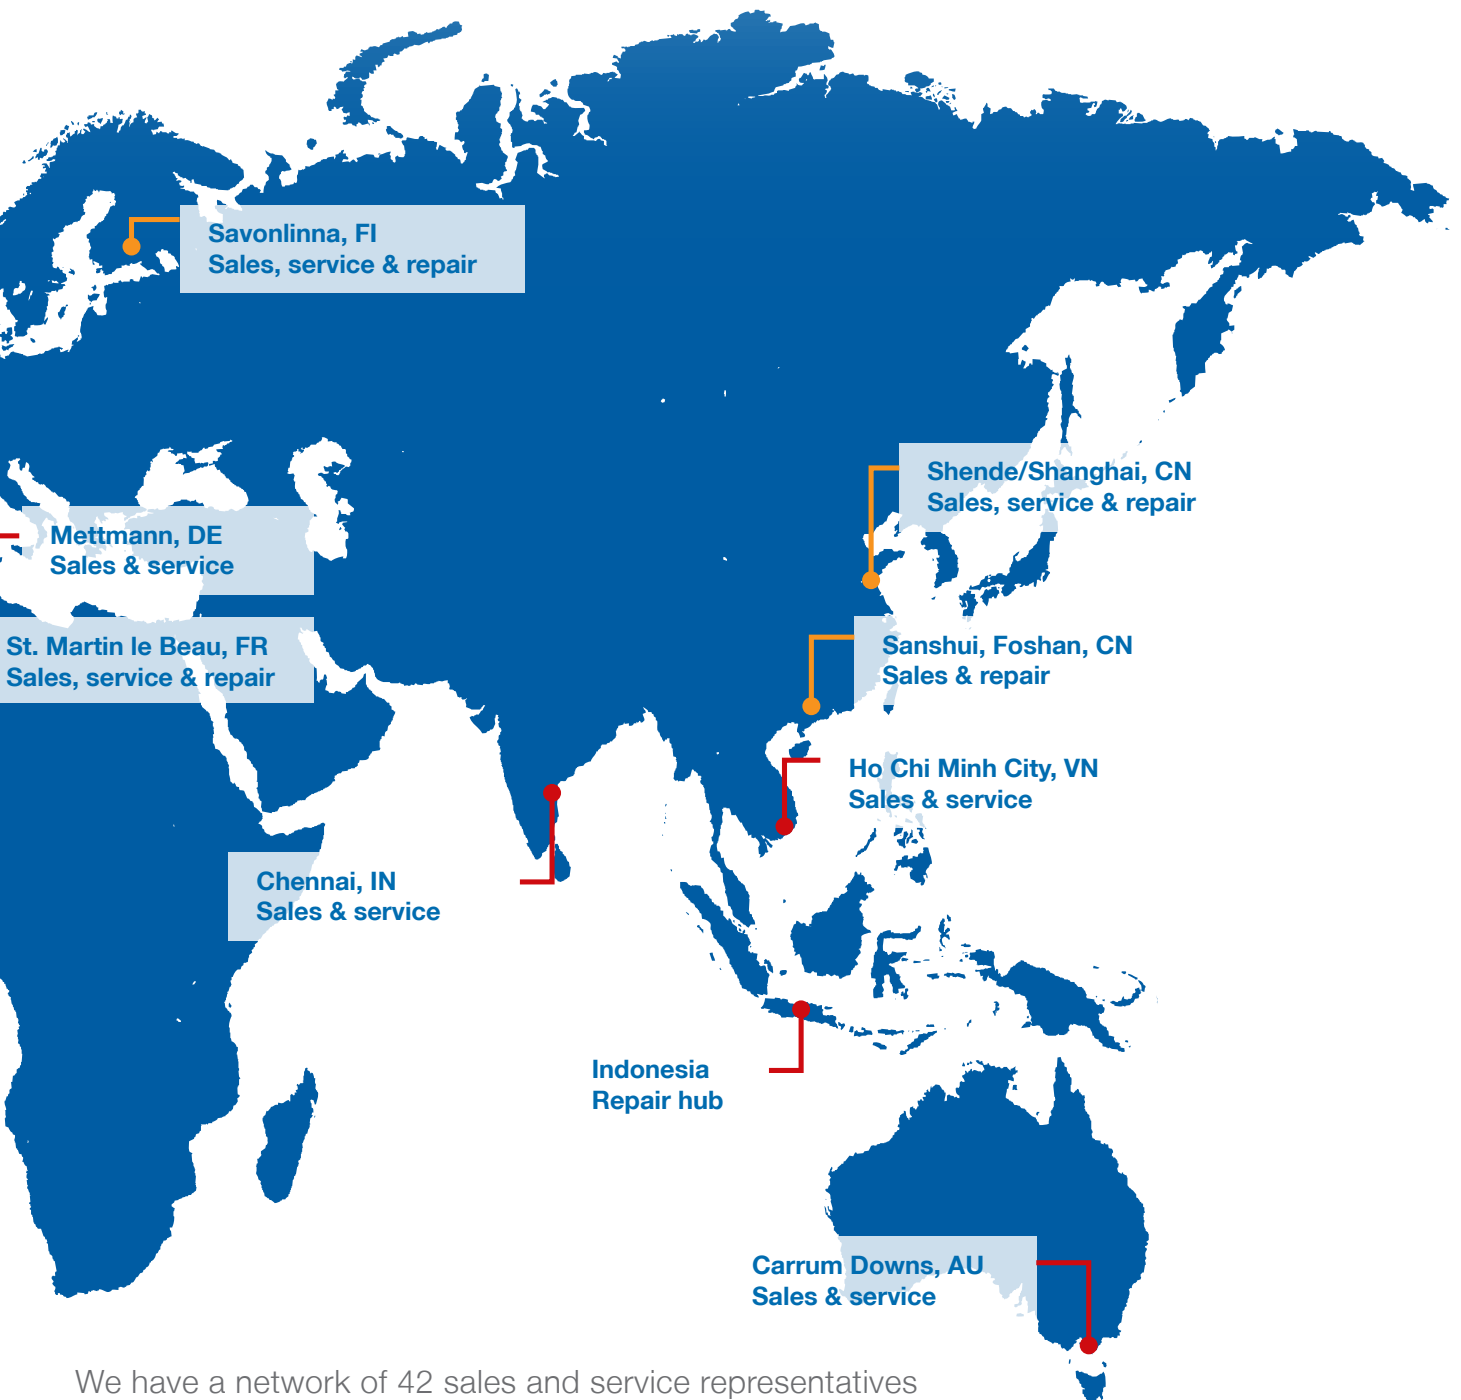 Savonlinna, FI
Sales, service & repair
Shende/Shanghai, CN
Sales, service & repair
Mettmann, DE
Sales & service
St. Martin le Beau, FR
Sales, service & repair
Sanshui, Foshan, CN
Sales & repair
Ho Chi Minh City, VN
Sales & service
Chennai, IN
Sales & service
Indonesia
Repair hub
Carrum Downs, AU
Sales & service
We have a network of 42 sales and service representatives